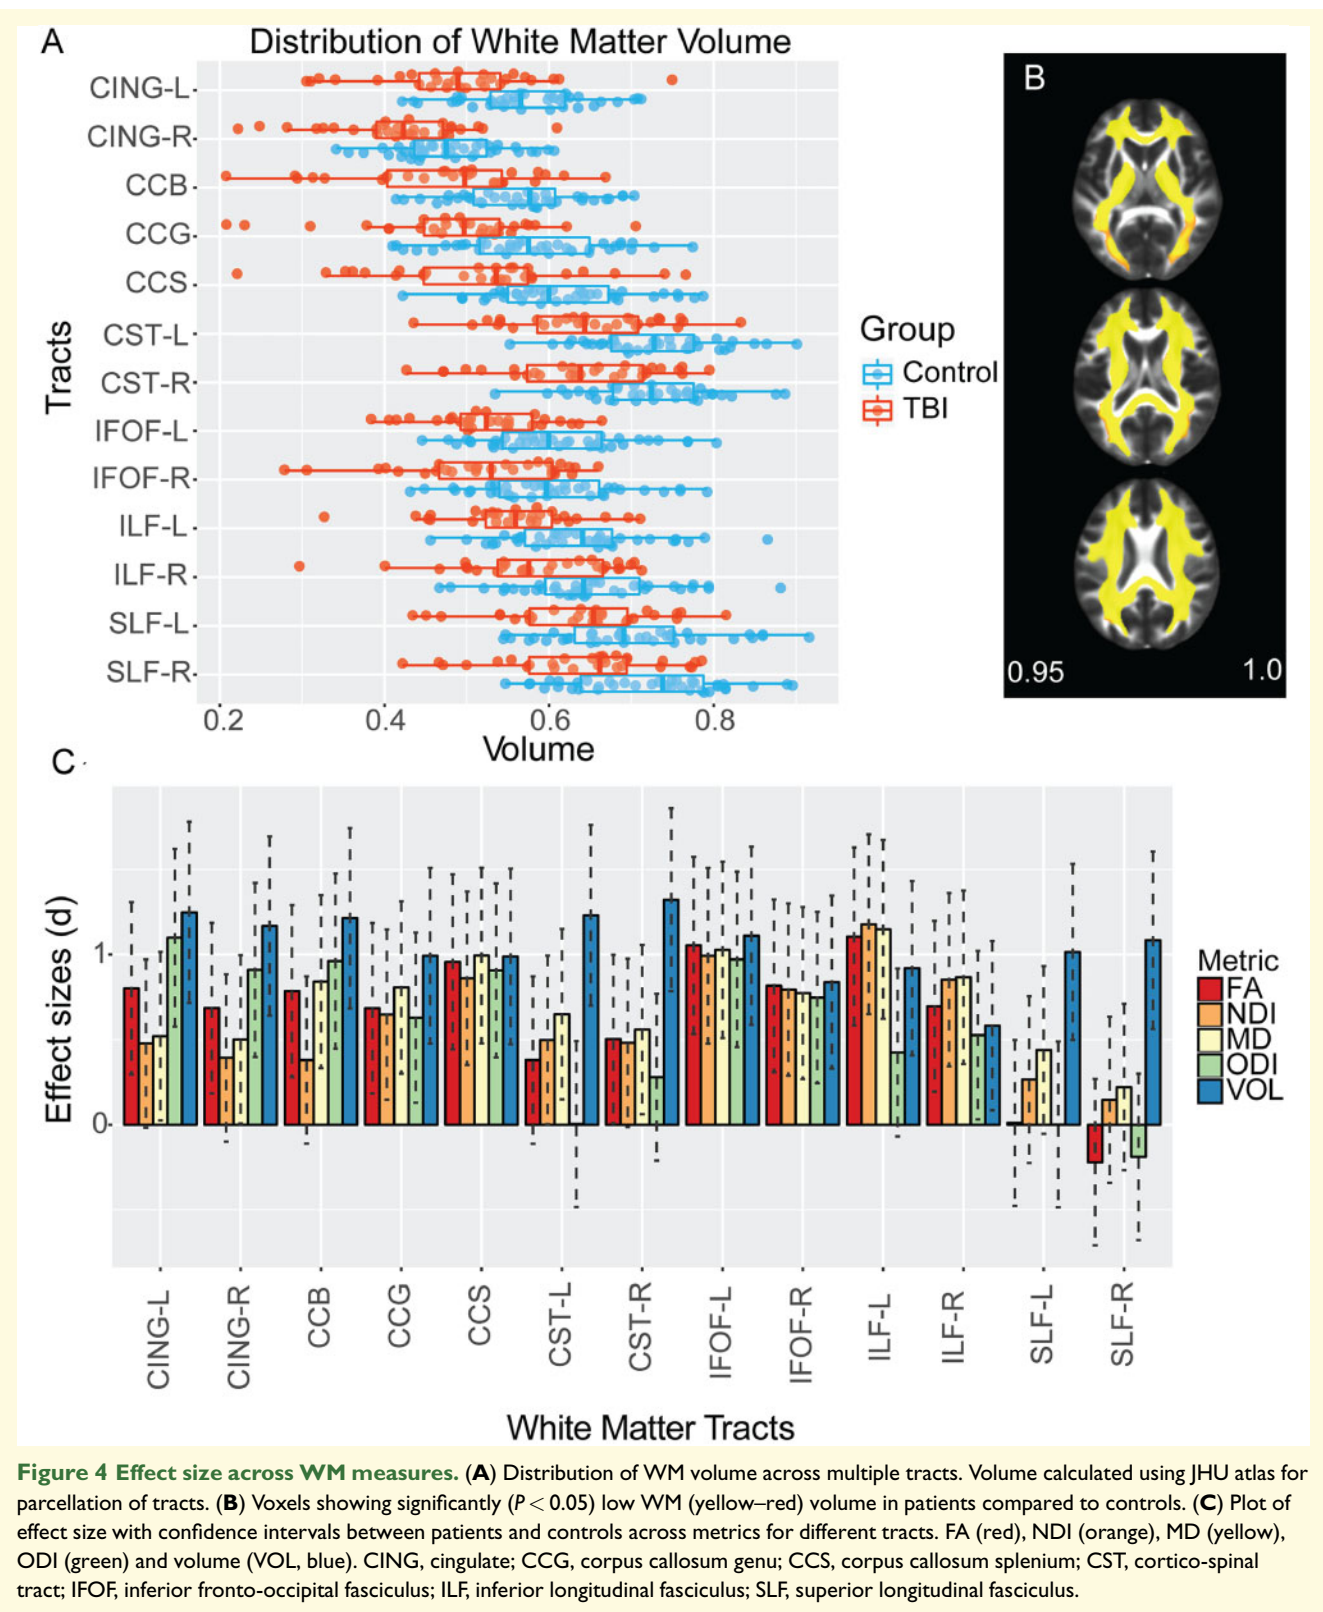 A
Distribution of White Matter Volume
CING-L
CING-R
CCB
CCG
CCS
CST-L
CST-R
IFOF-L
IFOF-R
ILF-L
ILF-R
SLF-L
SLF-R
Tracts
0.2 0.4 0.6 0.8
Volume
Group
Control
TBI
B
0.95 1.0
C
Effect sizes (d)
1
0
CING-L CING-R CCB CCG CCS CST-L CST-R IFOF-L IFOF-R ILF-L ILF-R SLF-L SLF-R
White Matter Tracts
Metric
FA
NDI
MD
ODI
VOL
Figure 4 Effect size across WM measures. (A) Distribution of WM volume across multiple tracts. Volume calculated using JHU atlas for
parcellation of tracts. (B) Voxels showing significantly (P < 0.05) low WM (yellow–red) volume in patients compared to controls. (C) Plot of
effect size with confidence intervals between patients and controls across metrics for different tracts. FA (red), NDI (orange), MD (yellow),
ODI (green) and volume (VOL, blue). CING, cingulate; CCG, corpus callosum genu; CCS, corpus callosum splenium; CST, cortico-spinal
tract; IFOF, inferior fronto-occipital fasciculus; ILF, inferior longitudinal fasciculus; SLF, superior longitudinal fasciculus.